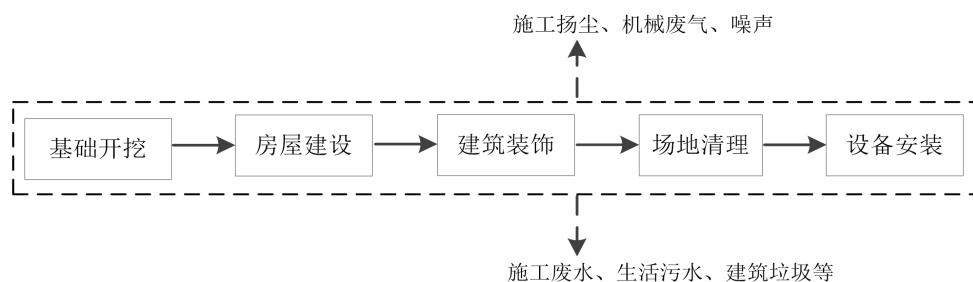 施工扬尘、机械废气、噪声
基础开挖
房屋建设
建筑装饰
场地清理
设备安装
施工废水、生活污水、建筑垃圾等